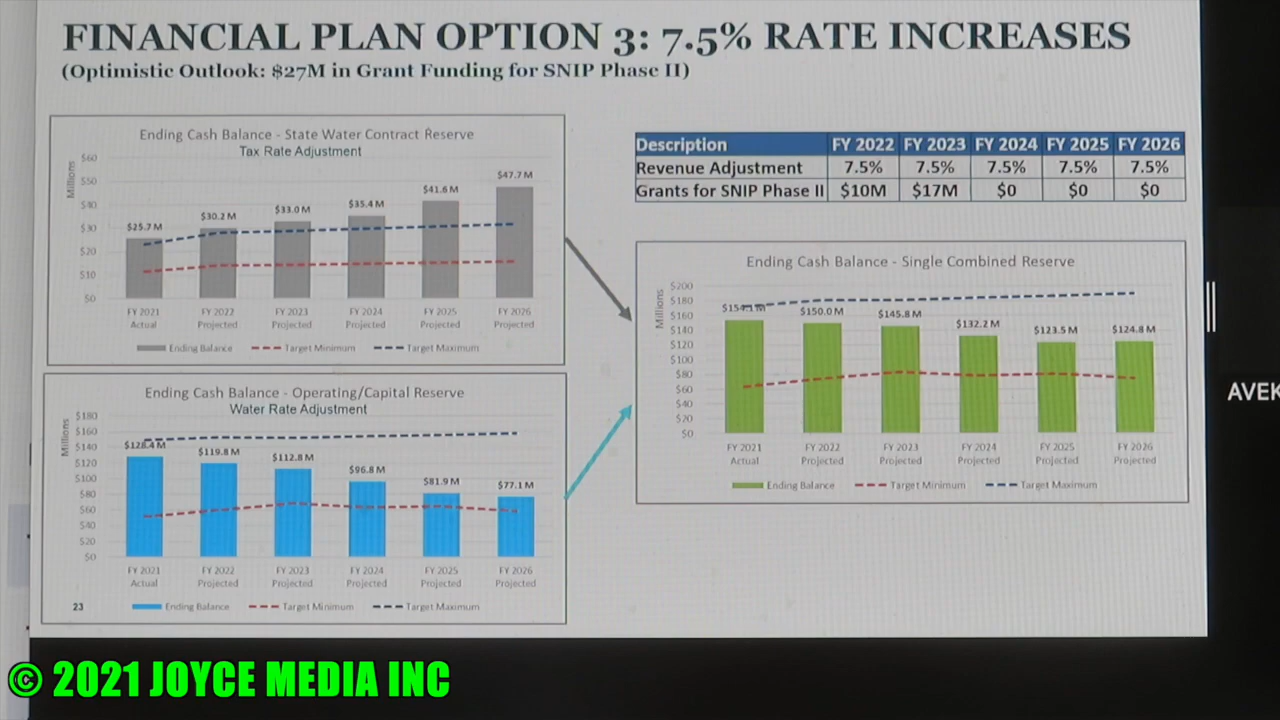 FINANCIAL PLAN OPTION 3: 7.5% RATE INCREASES
(Optimistic Outlook: $27M in Grant Funding for SNIP Phase II)
Ending Cash Balance - State Water Contract Reserve
Tax Rate Adjustment
Millions
$60
$50
$40
$30
$20
$10
$0
$25.7 M
$30.2 M
$33.0 M
$35.4 M
$41.6 M
$47.7 M
FY 2021 FY 2022 FY 2023 FY 2024 FY 2025 FY 2026
Actual Projected Projected Projected Projected Projected
Ending Balance Target Minimum Target Maximum
Ending Cash Balance - Operating/Capital Reserve
Water Rate Adjustment
Millions
$180
$160
$140
$120
$100
$80
$60
$40
$20
$0
$128.4 M
$119.8 M
$112.8 M
$96.8 M
$81.9 M
$77.1 M
FY 2021 FY 2022 FY 2023 FY 2024 FY 2025 FY 2026
Actual Projected Projected Projected Projected Projected
23
Ending Balance Target Minimum Target Maximum
Description FY 2022 FY 2023 FY 2024 FY 2025 FY 2026
Revenue Adjustment 7.5% 7.5% 7.5% 7.5% 7.5%
Grants for SNIP Phase II $10M $17M $0 $0 $0
Ending Cash Balance - Single Combined Reserve
Millions
$200
$180
$160
$140
$120
$100
$80
$60
$40
$20
$0
$154.1 M
$150.0 M
$145.8 M
$132.2 M
$123.5 M
$124.8 M
FY 2021 FY 2022 FY 2023 FY 2024 FY 2025 FY 2026
Actual Projected Projected Projected Projected Projected
Ending Balance Target Minimum Target Maximum
AVEK
© 2021 JOYCE MEDIA INC